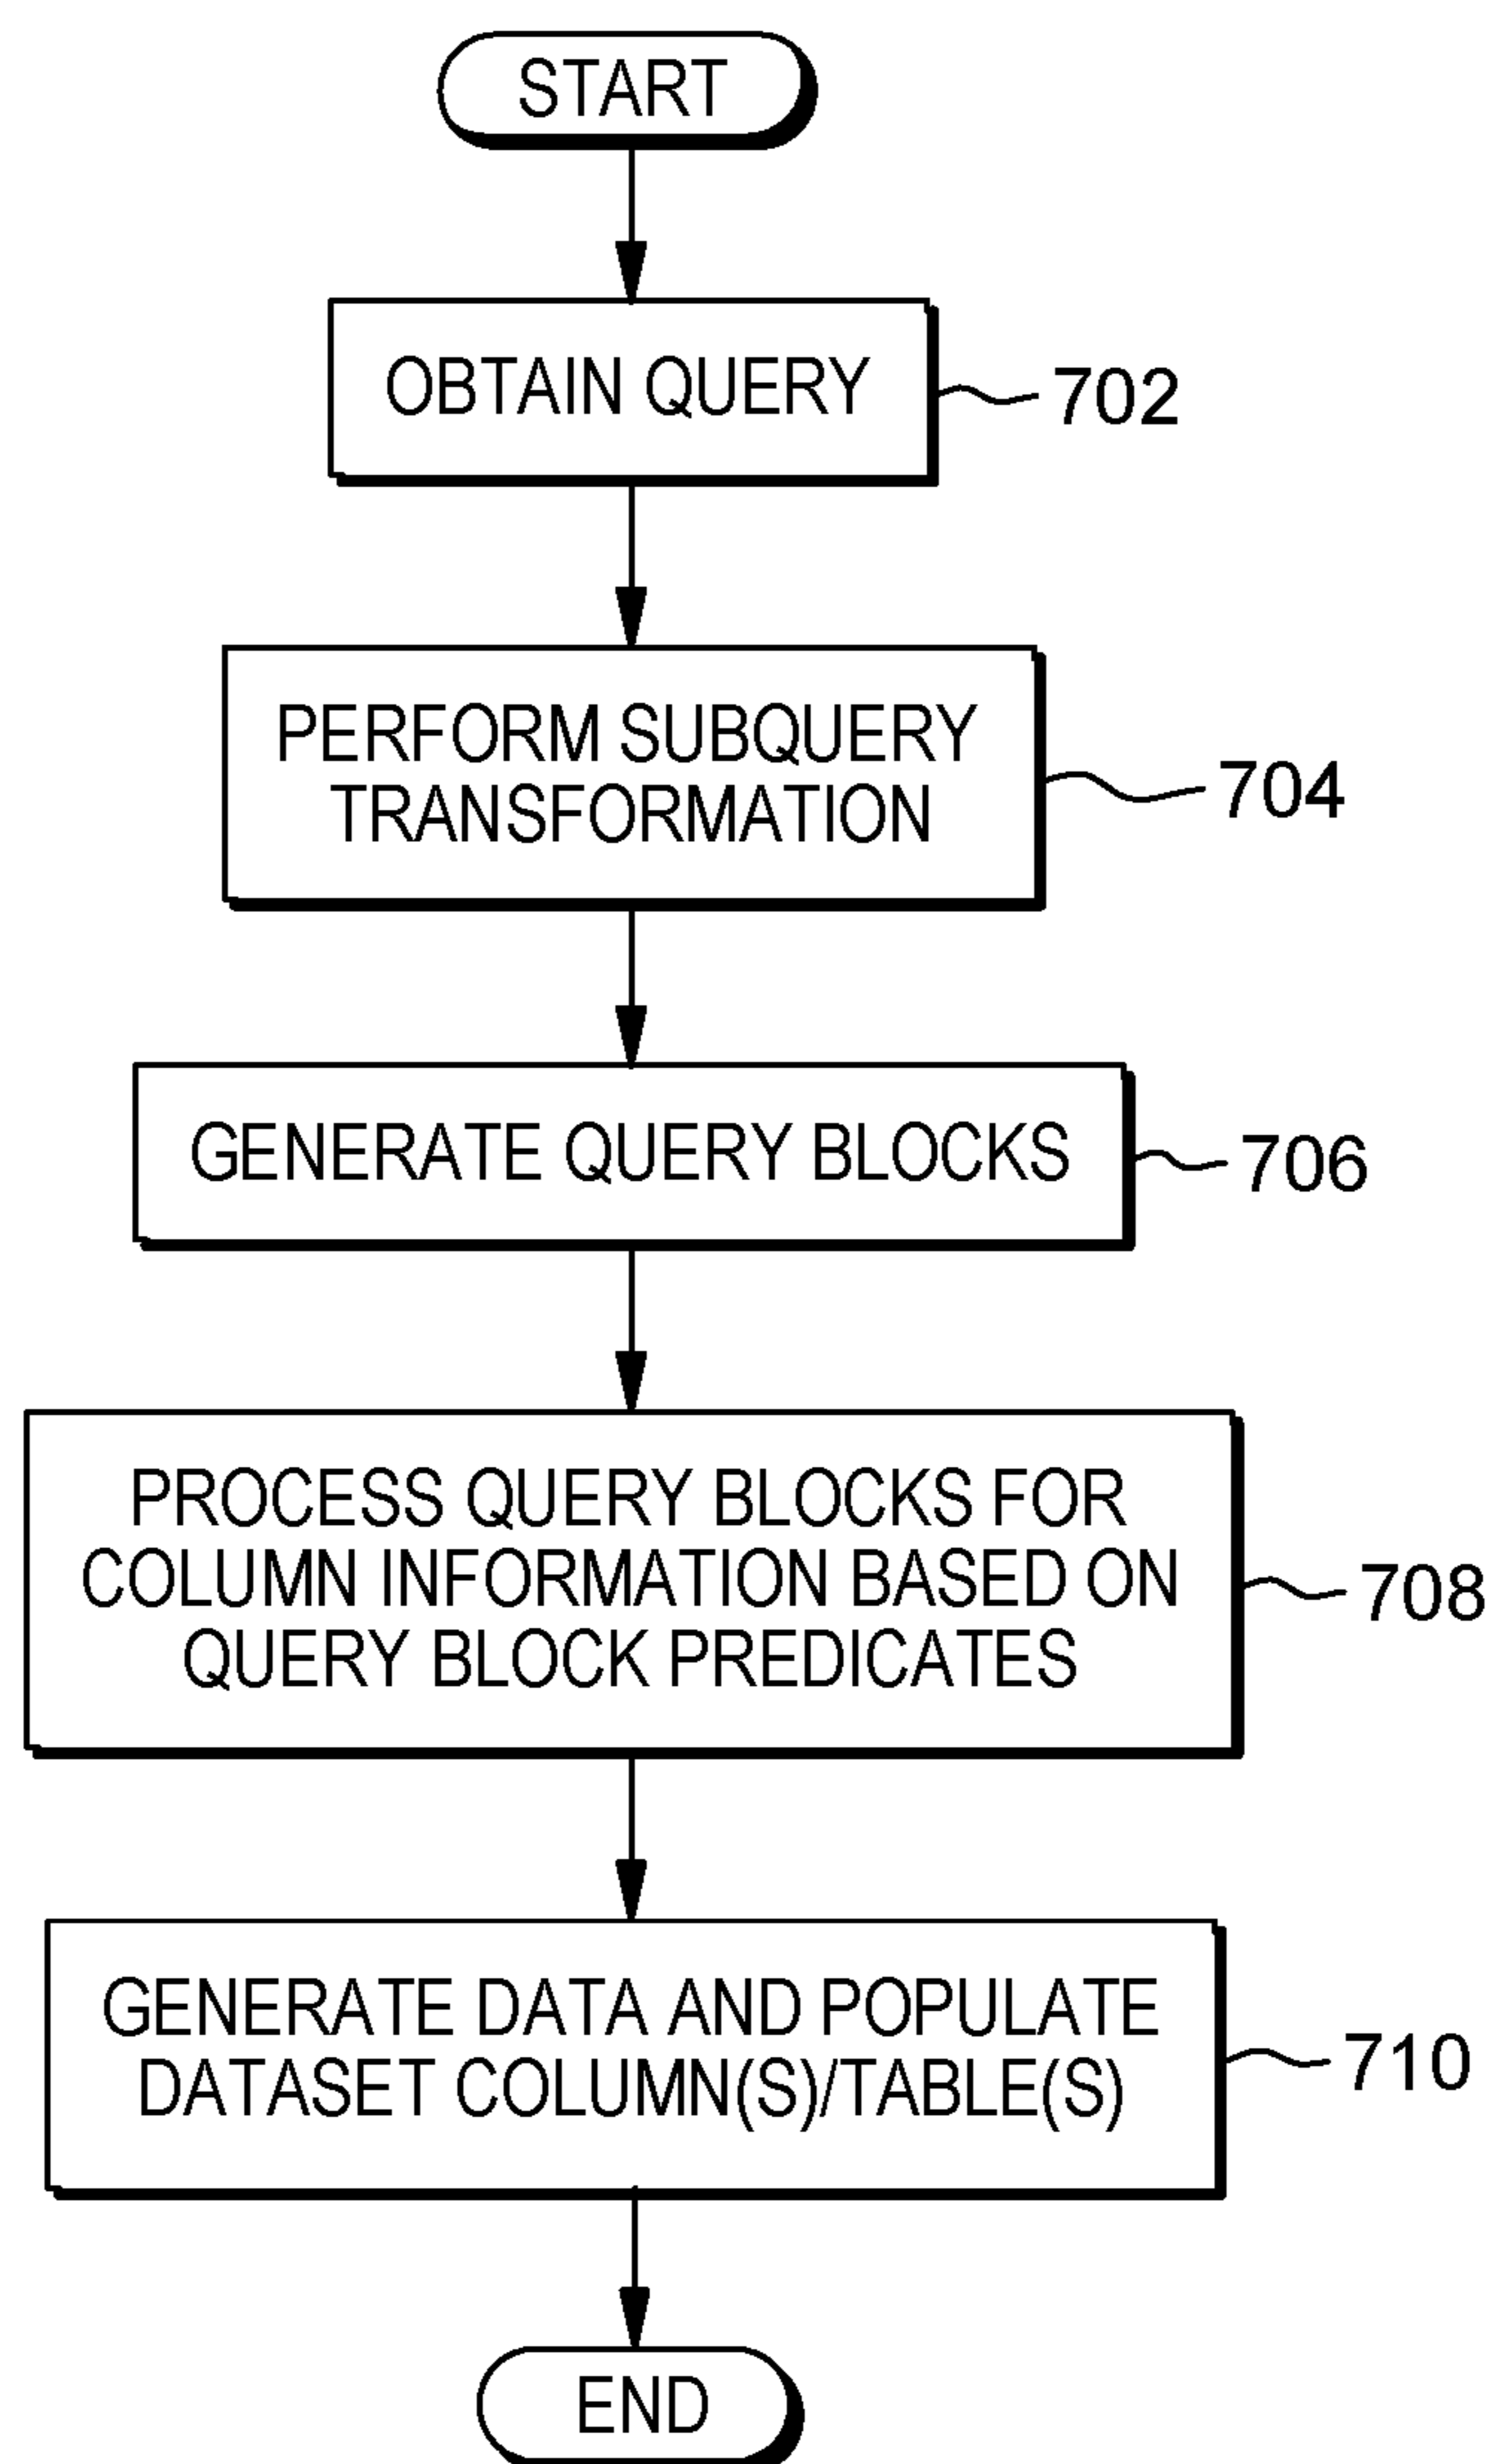 START
OBTAIN QUERY
702
PERFORM SUBQUERY
TRANSFORMATION
704
GENERATE QUERY BLOCKS
706
PROCESS QUERY BLOCKS FOR
COLUMN INFORMATION BASED ON
QUERY BLOCK PREDICATES
708
GENERATE DATA AND POPULATE
DATASET COLUMN(S)/TABLE(S)
710
END